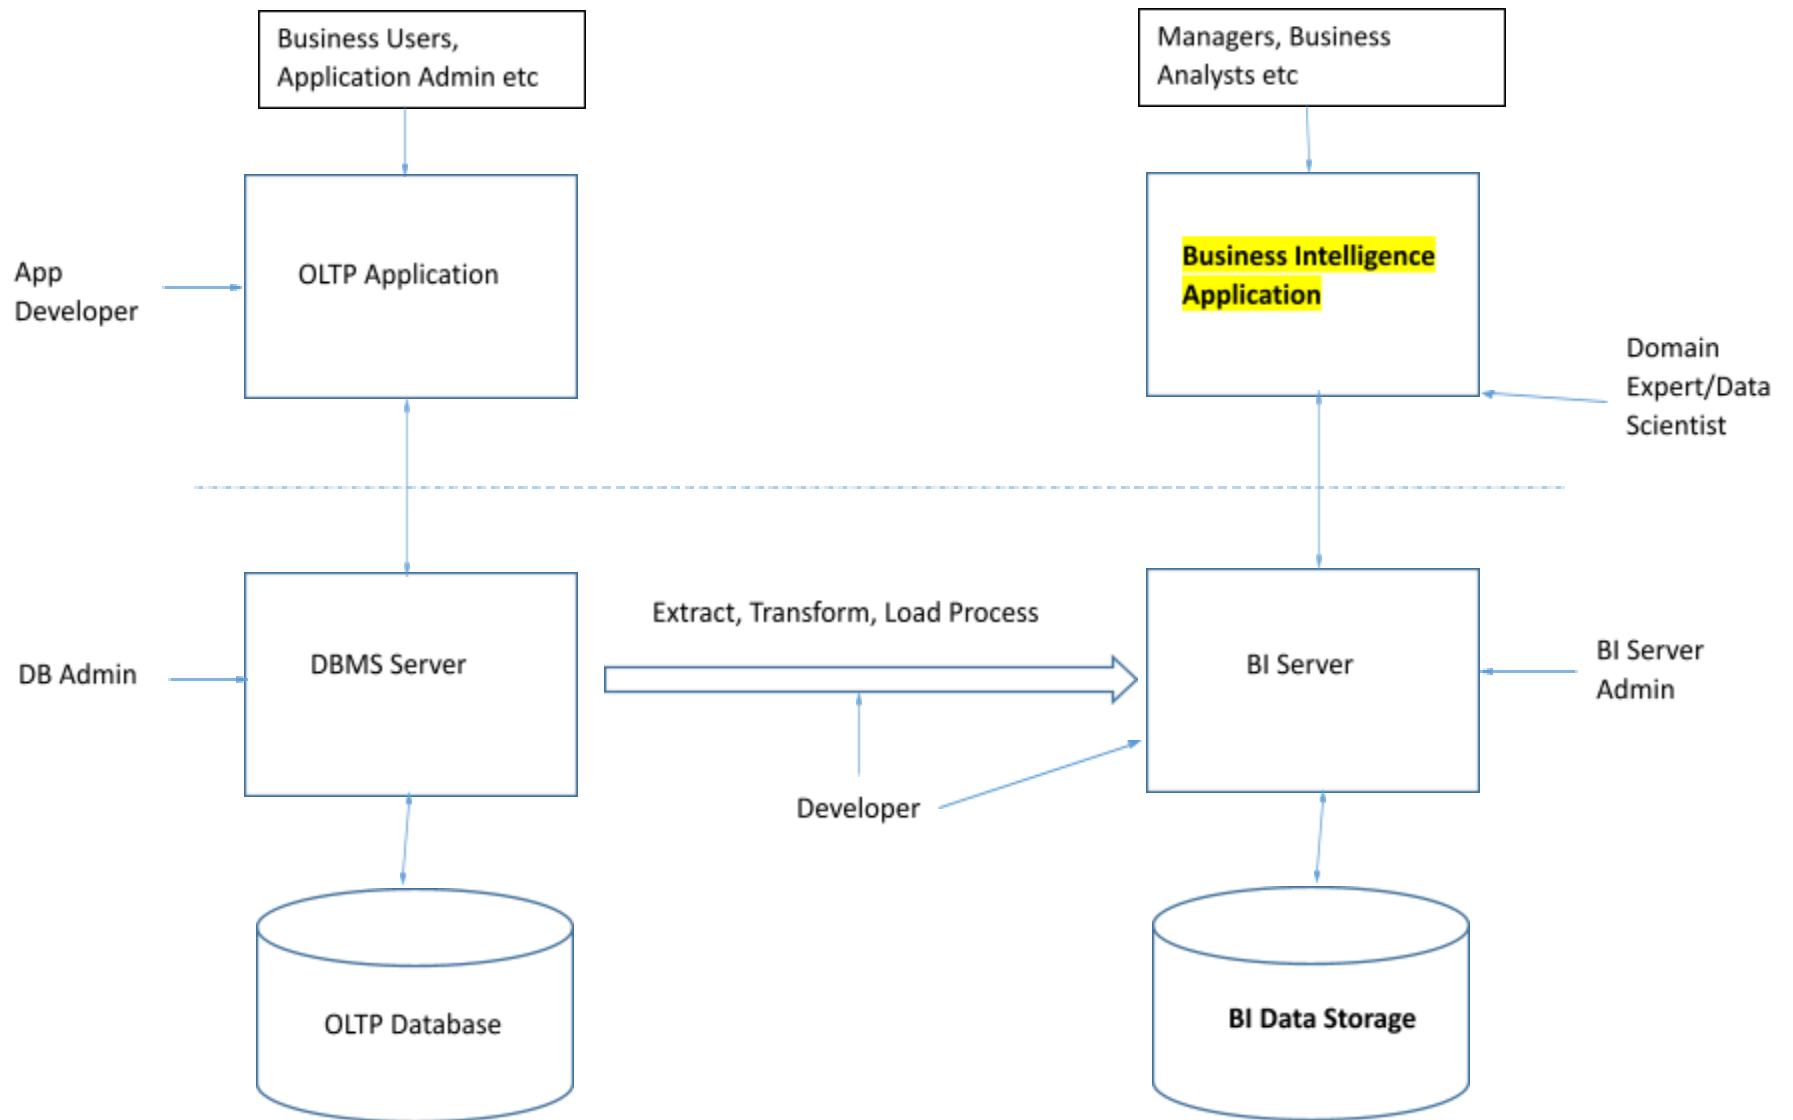 Business Users,
Application Admin etc
Managers, Business
Analysts etc
App
Developer
OLTP Application
Business Intelligence
Application
Domain
Expert/Data
Scientist
Extract, Transform, Load Process
DB Admin
DBMS Server
BI Server
BI Server
Admin
Developer
OLTP Database
BI Data Storage